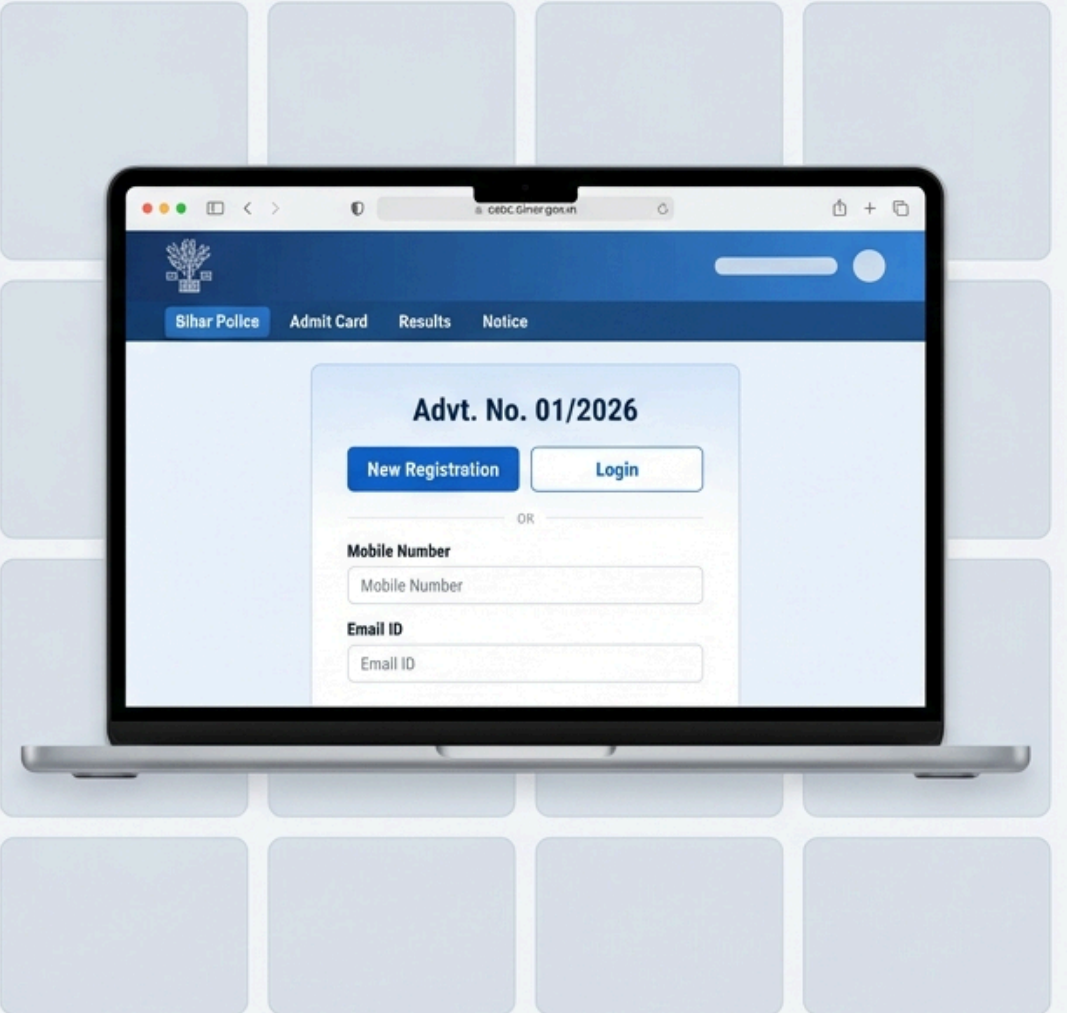 Sihar Police Admit Card Results Notice
Advt. No. 01/2026
New Registration Login
OR
Mobile Number
Mobile Number
Email ID
Email ID